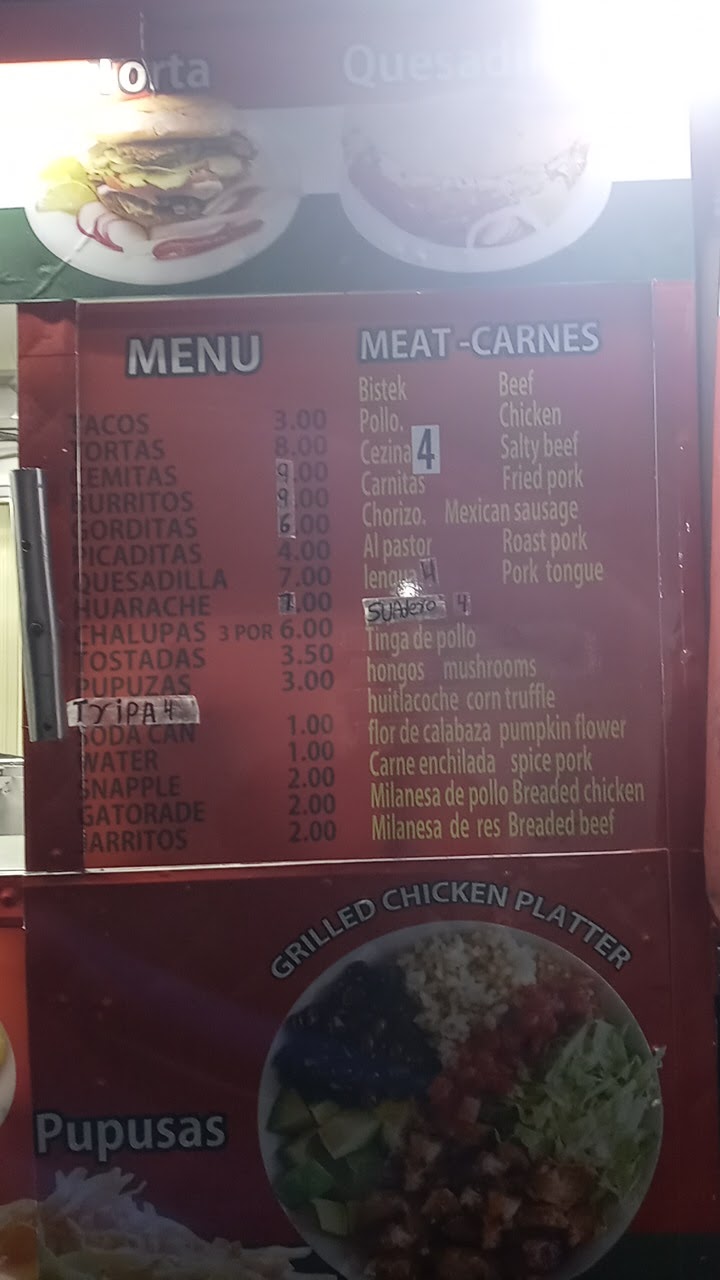 Torta
Quesadi
MENU
TACOS 3.00
TORTAS 8.00
CEMITAS 9.00
BURRITOS 9.00
GORDITAS 6.00
PICADITAS 4.00
QUESADILLA 7.00
HUARACHE 7.00
CHALUPAS 3 POR 6.00
TOSTADAS 3.50
PUPUZAS 3.00
TriPA 4
SODA CAN 1.00
WATER 1.00
SNAPPLE 2.00
GATORADE 2.00
JARRITOS 2.00
MEAT -CARNES
Bistek Beef
Pollo. Chicken
Cezina 4 Salty beef
Carnitas Fried pork
Chorizo. Mexican sausage
Al pastor Roast pork
lengua 4 Pork tongue
SUAdero 4
Tinga de pollo
hongos mushrooms
huitlacoche corn truffle
flor de calabaza pumpkin flower
Carne enchilada spice pork
Milanesa de pollo Breaded chicken
Milanesa de res Breaded beef
GRILLED CHICKEN PLATTER
Pupusas